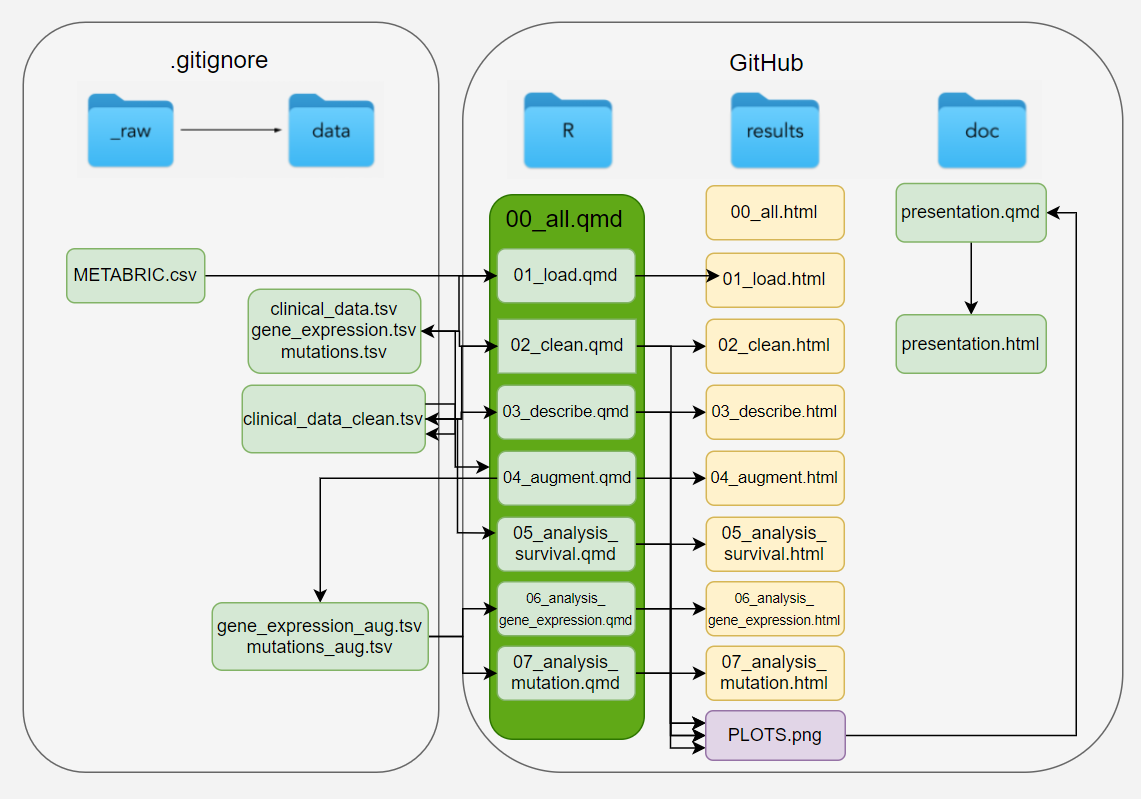 .gitignore
GitHub
_raw
data
R
results
doc
00_all.qmd
00_all.html
presentation.qmd
METABRIC.csv
01_load.qmd
01_load.html
clinical_data.tsv
gene_expression.tsv
mutations.tsv
02_clean.qmd
02_clean.html
presentation.html
clinical_data_clean.tsv
03_describe.qmd
03_describe.html
04_augment.qmd
04_augment.html
05_analysis_
survival.qmd
05_analysis_
survival.html
06_analysis_
gene_expression.qmd
06_analysis_
gene_expression.html
gene_expression_aug.tsv
mutations_aug.tsv
07_analysis_
mutation.qmd
07_analysis_
mutation.html
PLOTS.png